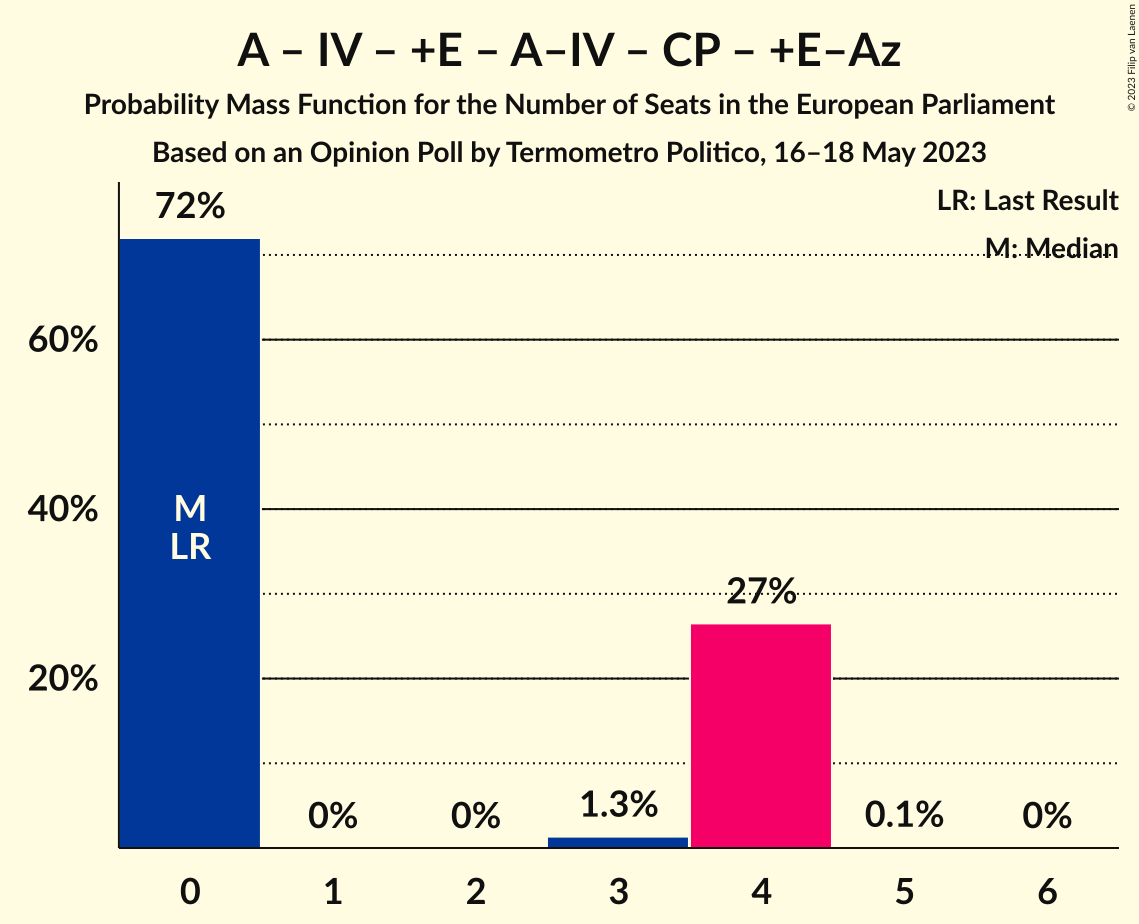 A – IV – +E – A–IV – CP – +E–Az
Probability Mass Function for the Number of Seats in the European Parliament
Based on an Opinion Poll by Termometro Politico, 16–18 May 2023
© 2023 Filip van Laenen
LR: Last Result
M: Median
72%
60%
40%
20%
M
LR
0%
0%
1.3%
27%
0.1%
0%
0 1 2 3 4 5 6